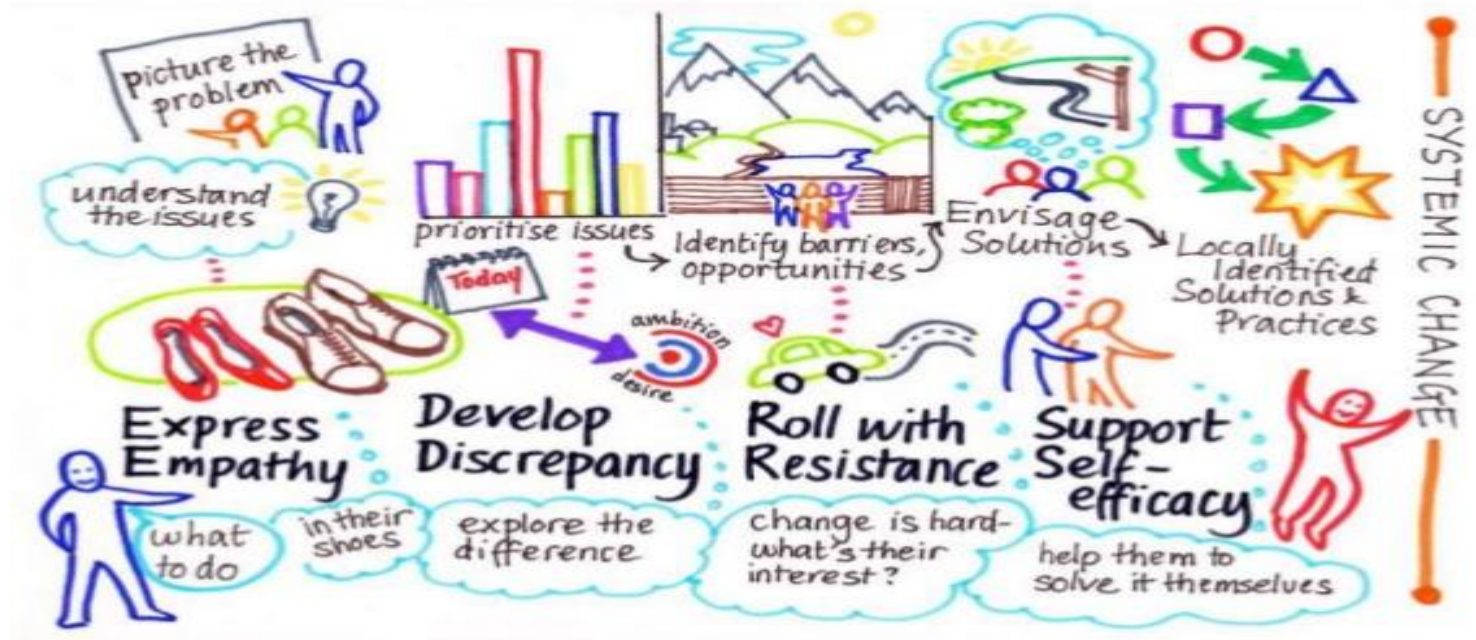 picture the
problem
understand
the issues
prioritise issues
Identify barriers,
opportunities
Envisage
Solutions
Locally
Identified
Solutions &
Practices
Today
ambition
desire
Express
Empathy
Develop
Discrepancy
Roll with
Resistance
Support
Self-
efficacy
what
to do
in their
shoes
explore the
difference
change is hard-
what's their
interest?
help them to
solve it themselves
SYSTEMIC CHANGE